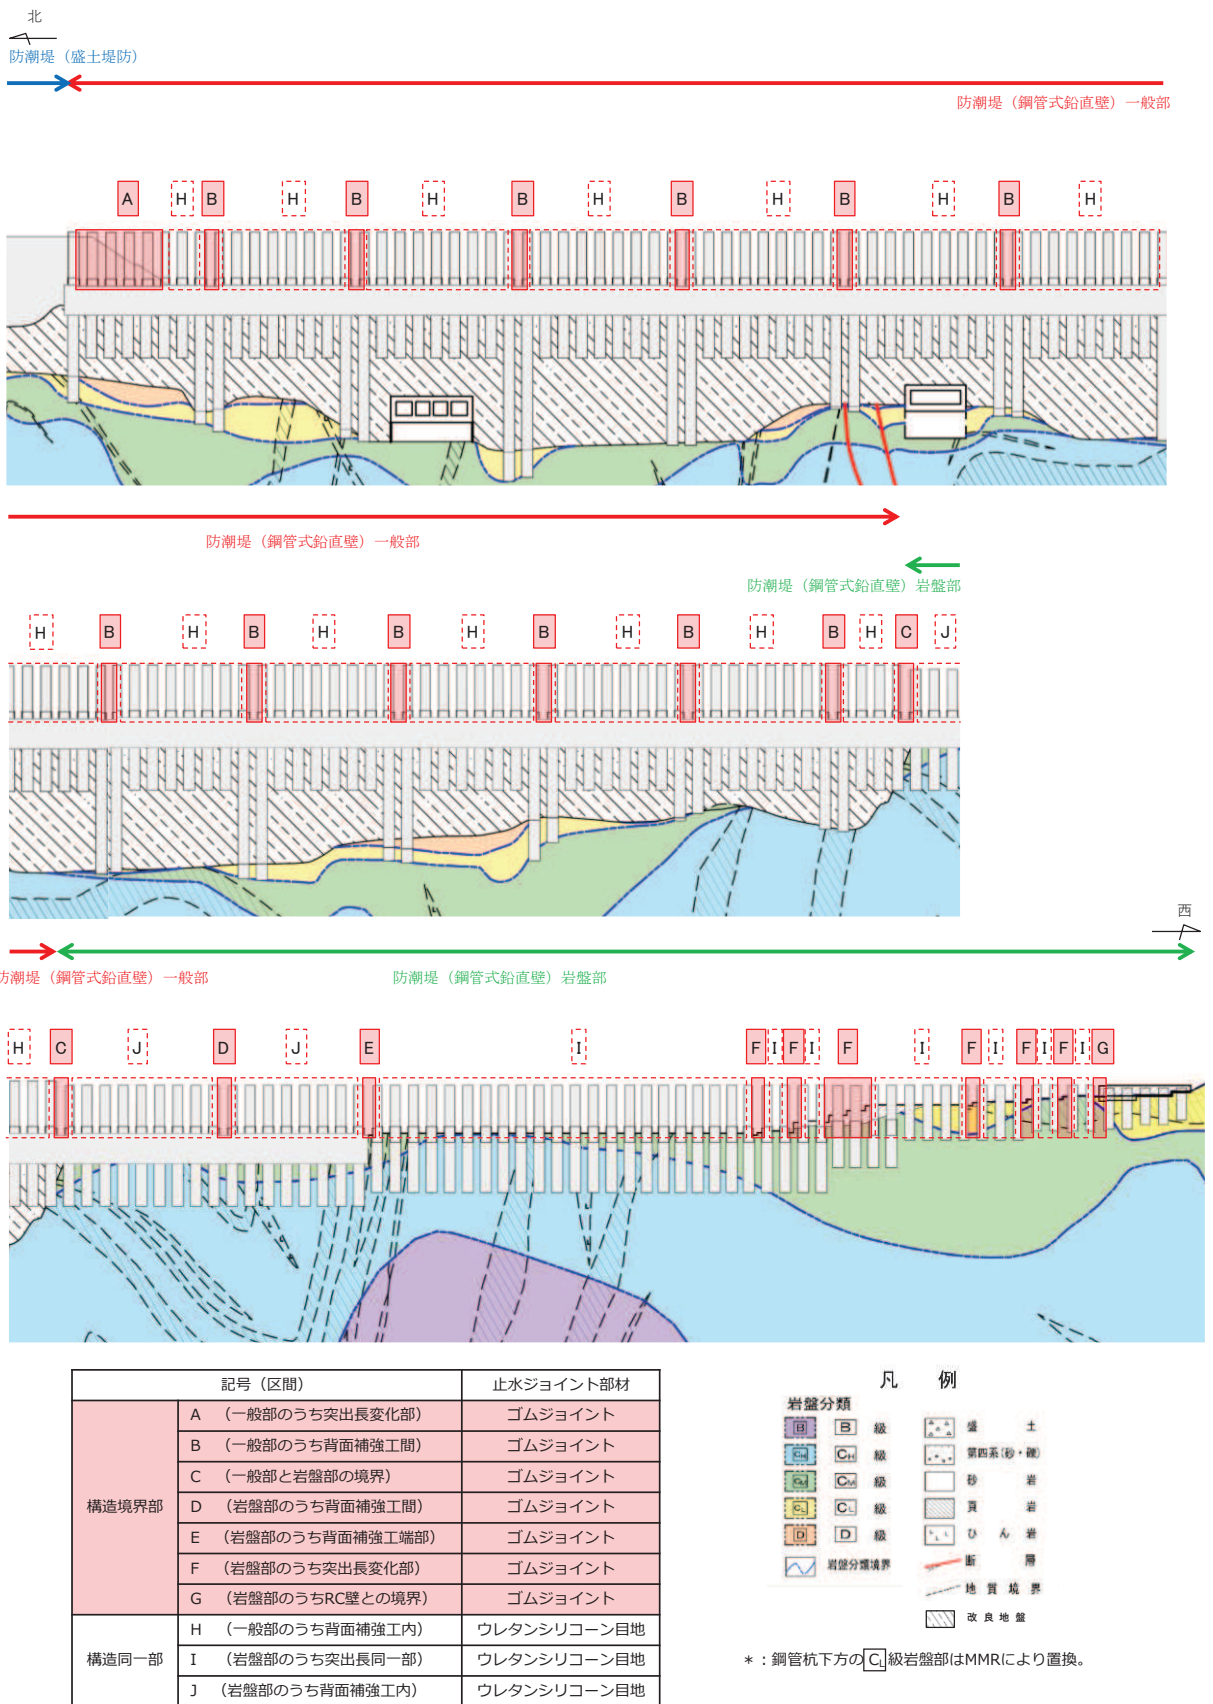 北
防潮堤（盛土堤防）
防潮堤（鋼管式鉛直壁）一般部
A H B H B H B H B H B H B H
防潮堤（鋼管式鉛直壁）一般部
防潮堤（鋼管式鉛直壁）岩盤部
H B H B H B H B H B H B H C J
西
防潮堤（鋼管式鉛直壁）一般部
防潮堤（鋼管式鉛直壁）岩盤部
H C J D J E I F I F I F I F I F I F I G
記号（区間） 止水ジョイント部材
構造境界部
A （一般部のうち突出長変化部） ゴムジョイント
B （一般部のうち背面補強工間） ゴムジョイント
C （一般部と岩盤部の境界） ゴムジョイント
D （岩盤部のうち背面補強工間） ゴムジョイント
E （岩盤部のうち背面補強工端部） ゴムジョイント
F （岩盤部のうち突出長変化部） ゴムジョイント
G （岩盤部のうちRC壁との境界） ゴムジョイント
構造同一部
H （一般部のうち背面補強工内） ウレタンシリコーン目地
I （岩盤部のうち突出長同一部） ウレタンシリコーン目地
J （岩盤部のうち背面補強工内） ウレタンシリコーン目地
凡 例
岩盤分類
B B 級
CH CH 級
CM CM 級
CL CL 級
D D 級
岩盤分類境界
盛 土
第四系(砂・礫)
砂 岩
頁 岩
ひ ん 岩
断 層
地 質 境 界
改 良 地 盤
＊：鋼管杭下方のCL級岩盤部はMMRにより置換。